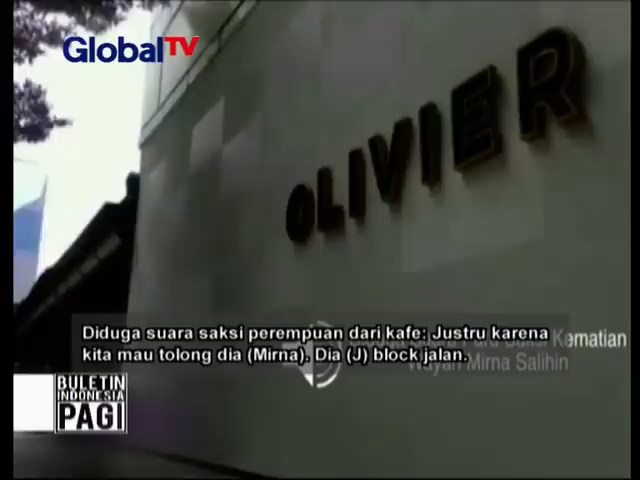 GlobalTV
OLIVIER
Diduga suara saksi perempuan dari kafe: Justru karena
kita mau tolong dia (Mirna). Dia (J) block jalan.
Kematian
Wayan Mirna Salihin
BULETIN
INDONESIA
PAGI